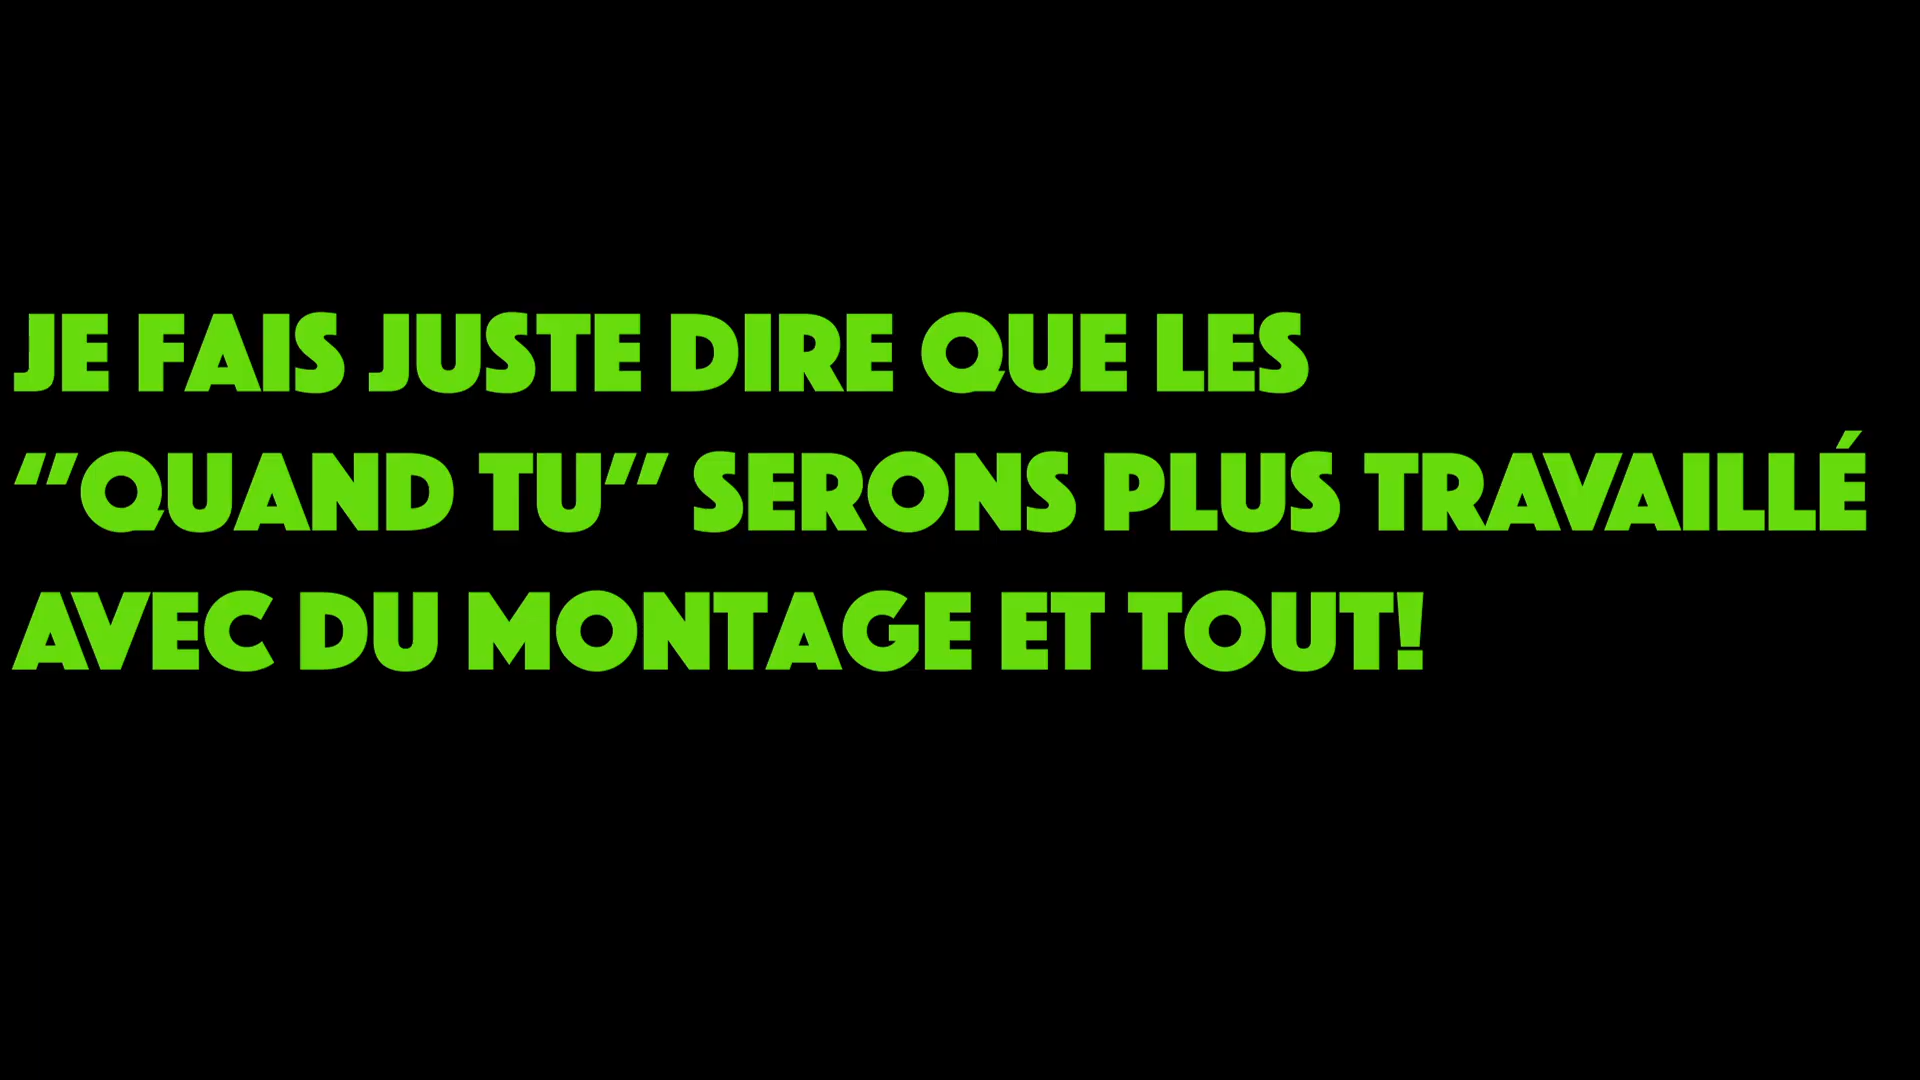 JE FAIS JUSTE DIRE QUE LES
"QUAND TU" SERONS PLUS TRAVAILLÉ
AVEC DU MONTAGE ET TOUT!